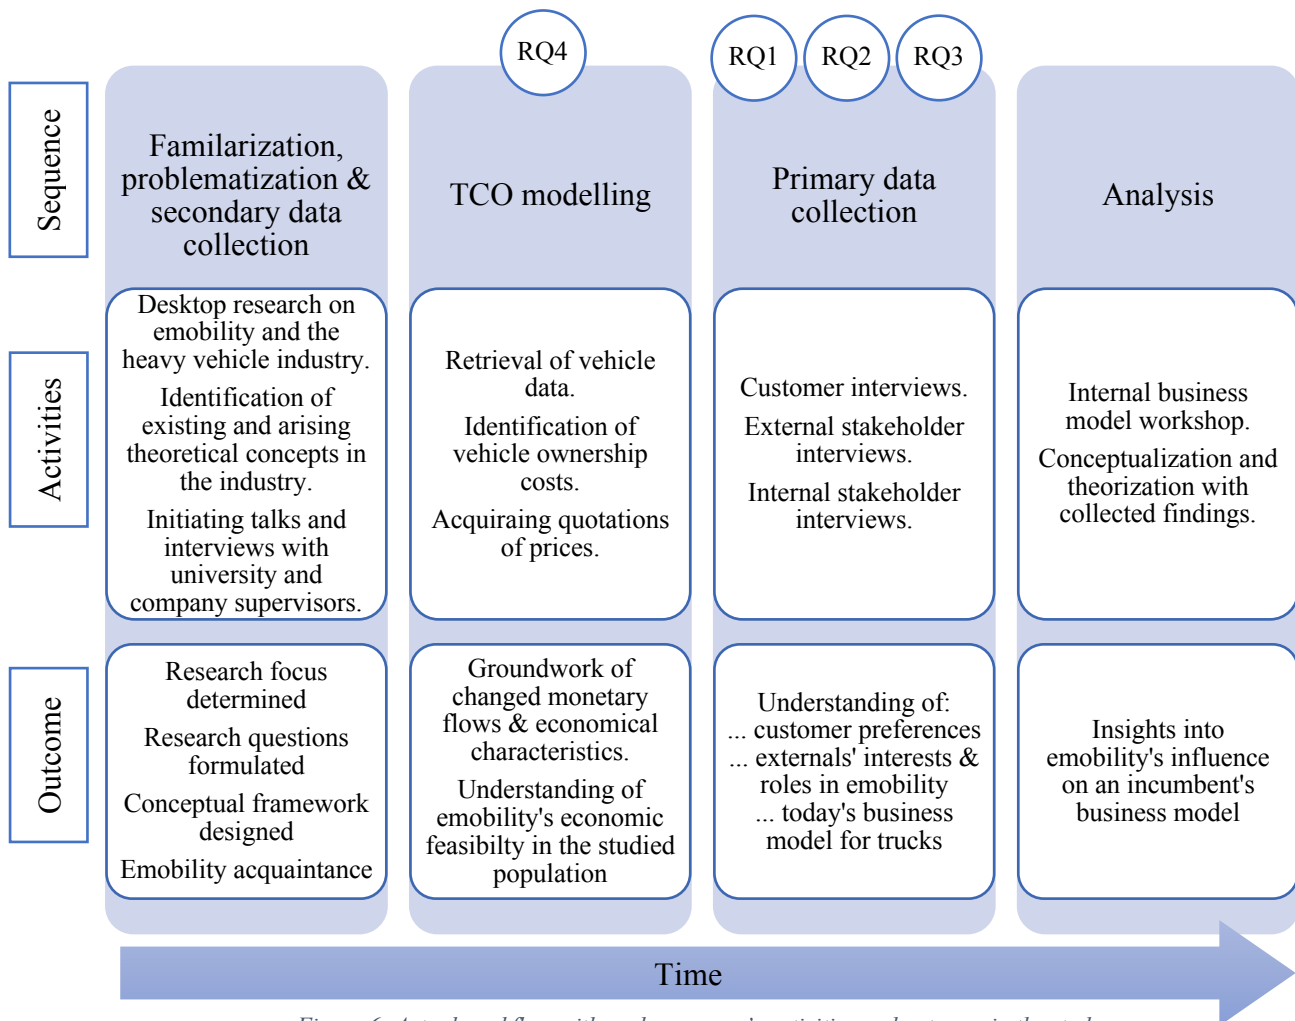 RQ4
RQ1
RQ2
RQ3
Sequence
Familarization,
problematization &
secondary data
collection
TCO modelling
Primary data
collection
Analysis
Activities
Desktop research on
emobility and the
heavy vehicle industry.
Identification of
existing and arising
theoretical concepts in
the industry.
Initiating talks and
interviews with
university and
company supervisors.
Retrieval of vehicle
data.
Identification of
vehicle ownership
costs.
Acquiraing quotations
of prices.
Customer interviews.
External stakeholder
interviews.
Internal stakeholder
interviews.
Internal business
model workshop.
Conceptualization and
theorization with
collected findings.
Outcome
Research focus
determined
Research questions
formulated
Conceptual framework
designed
Emobility acquaintance
Groundwork of
changed monetary
flows & economical
characteristics.
Understanding of
emobility's economic
feasibilty in the studied
population
Understanding of:
... customer preferences
... externals' interests &
roles in emobility
... today's business
model for trucks
Insights into
emobility's influence
on an incumbent's
business model
Time